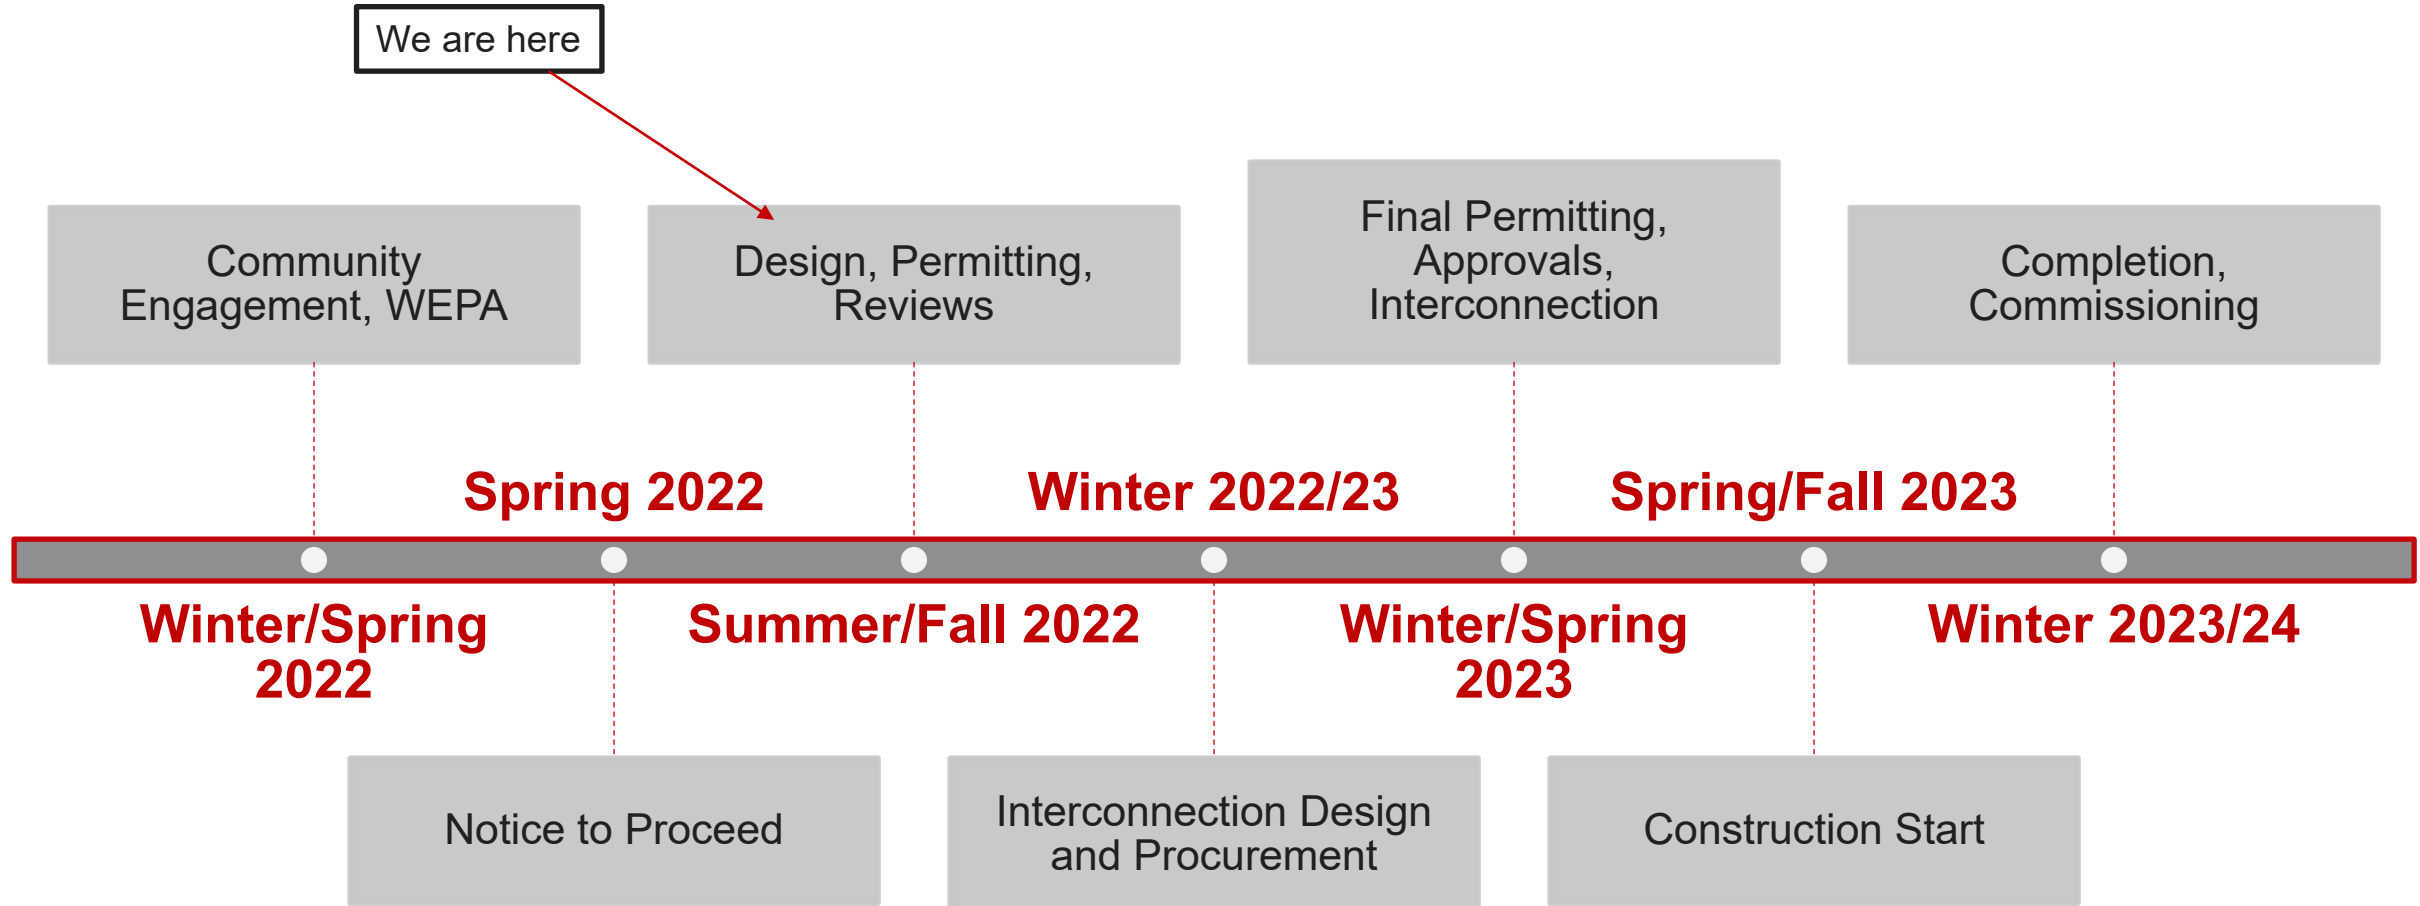 We are here
Community
Engagement, WEPA
Design, Permitting,
Reviews
Final Permitting,
Approvals,
Interconnection
Completion,
Commissioning
Spring 2022
Winter 2022/23
Spring/Fall 2023
Winter/Spring
2022
Summer/Fall 2022
Winter/Spring
2023
Winter 2023/24
Notice to Proceed
Interconnection Design
and Procurement
Construction Start